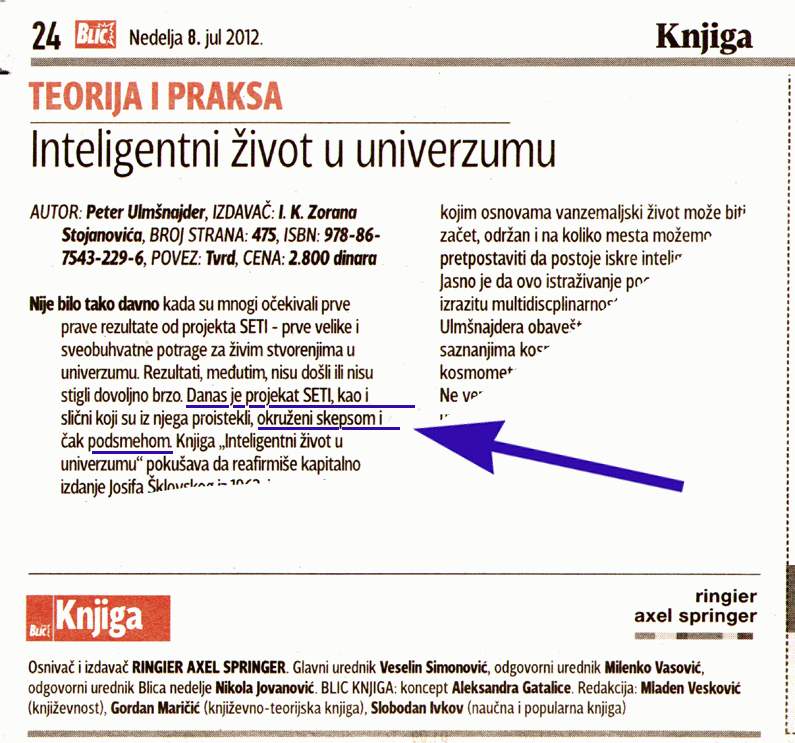 24 BLIC Nedelja 8. jul 2012. Knjiga
TEORIJA I PRAKSA
Inteligentni život u univerzumu
AUTOR: Peter Ulmšnajder, IZDAVAČ: I. K. Zorana
Stojanovića, BROJ STRANA: 475, ISBN: 978-86-
7543-229-6, POVEZ: Tvrd, CENA: 2.800 dinara
Nije bilo tako davno kada su mnogi očekivali prve
prave rezultate od projekta SETI - prve velike i
sveobuhvatne potrage za živim stvorenjima u
univerzumu. Rezultati, međutim, nisu došli ili nisu
stigli dovoljno brzo. Danas je projekat SETI, kao i
slični koji su iz njega proistekli, okruženi skepsom i
čak podsmehom. Knjiga „Inteligentni život u
univerzumu“ pokušava da reafirmiše kapitalno
izdanje Josifa Šklovskog iz
kojim osnovama vanzemaljski život može biti
začet, održan i na koliko mesta možemo
pretpostaviti da postoje iskre
Jasno je da ovo istraživanje
izrazitu
Ulmšnajdera
saznanjima
Ne
BLIC Knjiga
ringier
axel springer
Osnivač i izdavač RINGIER AXEL SPRINGER. Glavni urednik Veselin Simonović, odgovorni urednik Milenko Vasović,
odgovorni urednik Blica nedelje Nikola Jovanović. BLIC KNJIGA: koncept Aleksandra Gatalice. Redakcija: Mladen Vesković
(književnost), Gordan Maričić (književno-teorijska knjiga), Slobodan Ivkov (naučna i popularna knjiga)